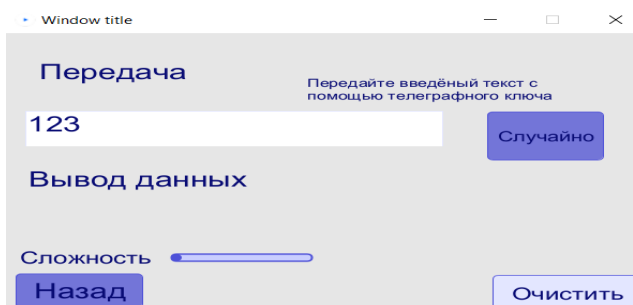 Window title
Передача
Передайте введёный текст с
помощью телеграфного ключа
123
Случайно
Вывод данных
Сложность
Назад
Очистить